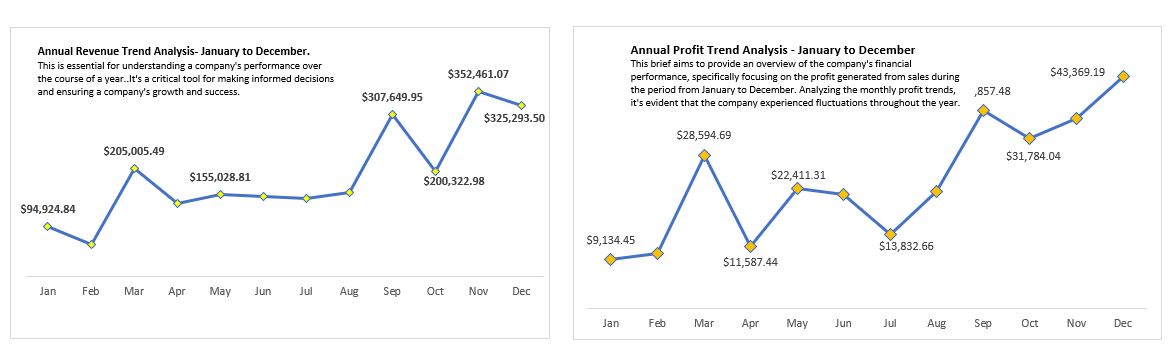 Annual Revenue Trend Analysis- January to December.
This is essential for understanding a company's performance over
the course of a year..It's a critical tool for making informed decisions
and ensuring a company's growth and success.
$352,461.07
$307,649.95
$325,293.50
$205,005.49
$155,028.81
$200,322.98
$94,924.84
Jan Feb Mar Apr May Jun Jul Aug Sep Oct Nov Dec
Annual Profit Trend Analysis - January to December
This brief aims to provide an overview of the company's financial
performance, specifically focusing on the profit generated from sales during
the period from January to December. Analyzing the monthly profit trends,
it's evident that the company experienced fluctuations throughout the year.
$43,369.19
,857.48
$28,594.69
$31,784.04
$22,411.31
$9,134.45
$13,832.66
$11,587.44
Jan Feb Mar Apr May Jun Jul Aug Sep Oct Nov Dec